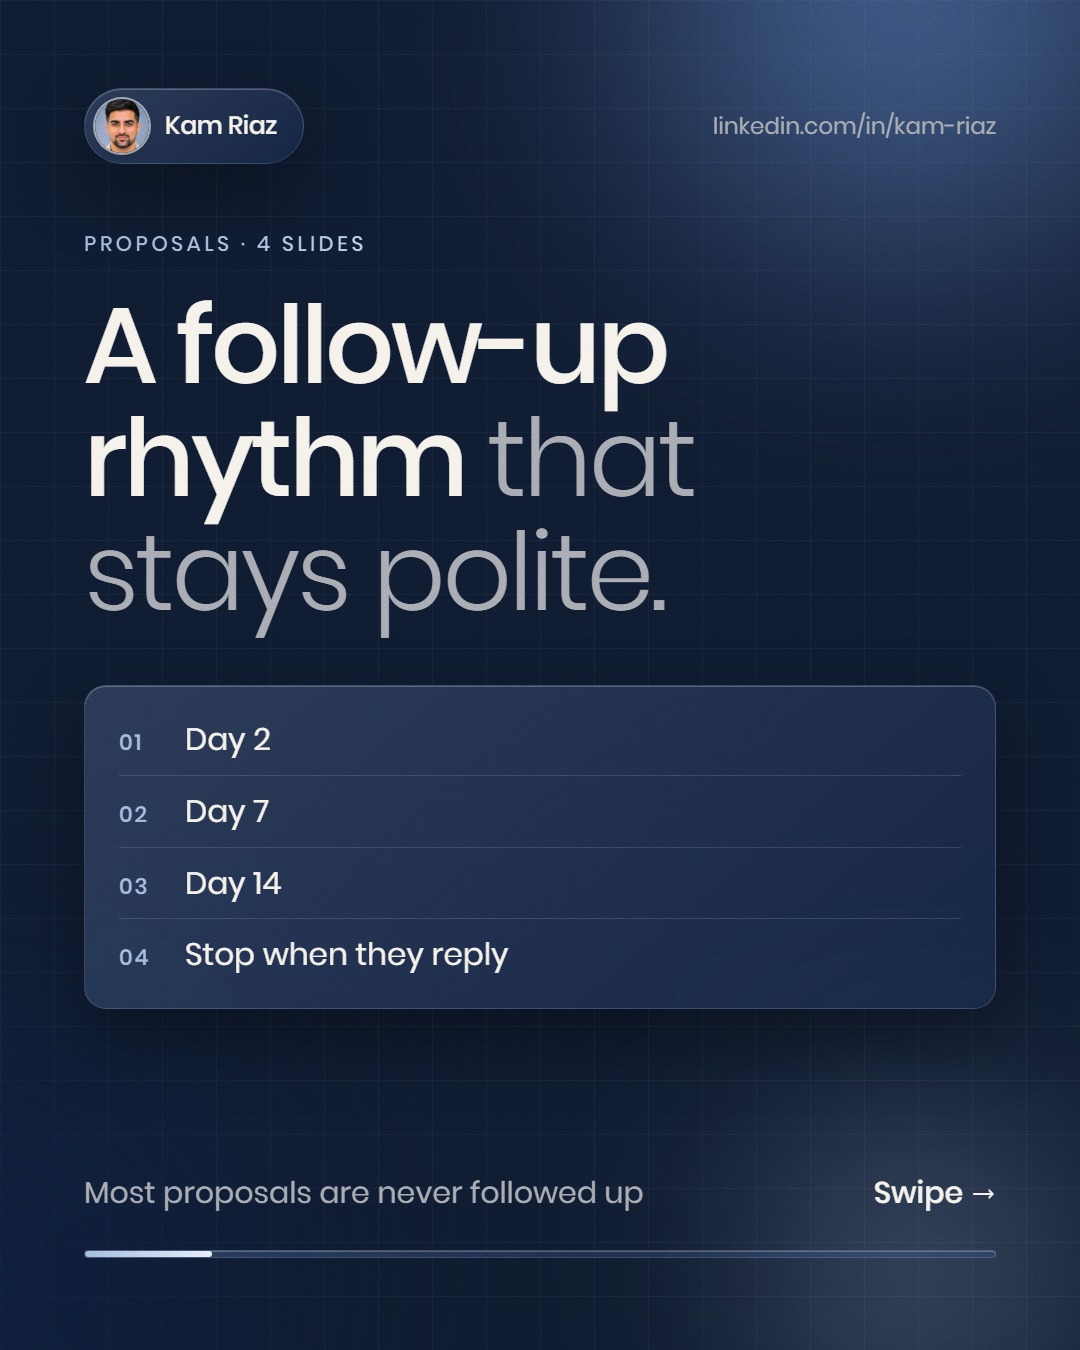 Kam Riaz
linkedin.com/in/kam-riaz
PROPOSALS · 4 SLIDES
A follow-up
rhythm that
stays polite.
01 Day 2
02 Day 7
03 Day 14
04 Stop when they reply
Most proposals are never followed up
Swipe →